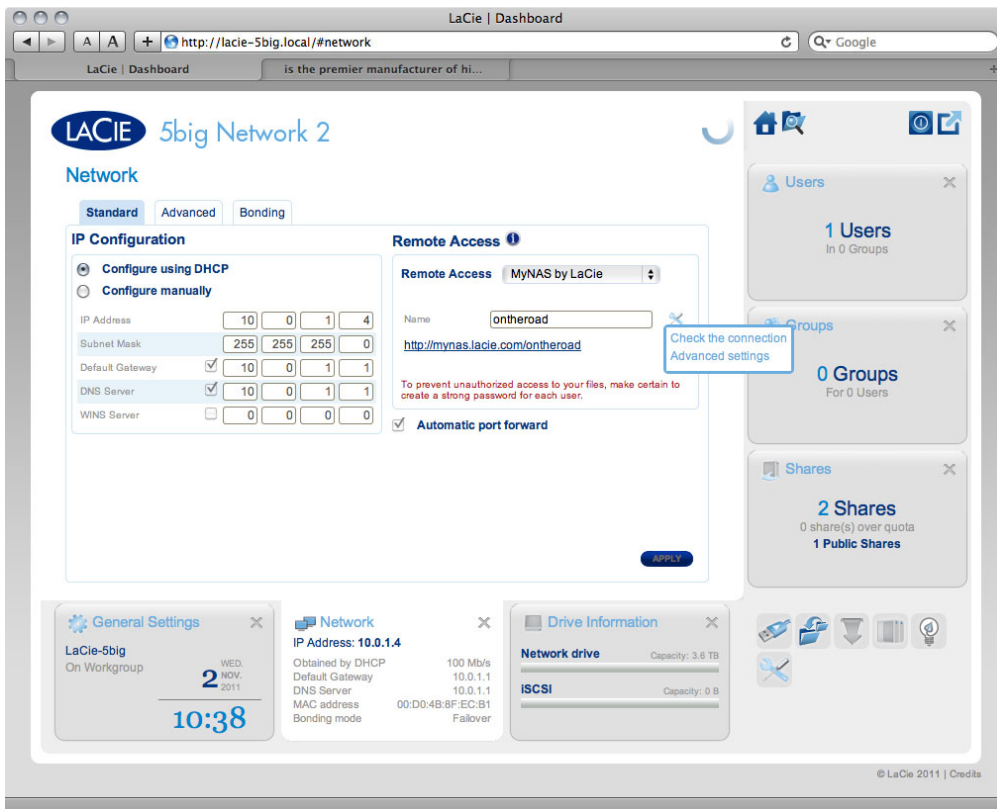 LaCie | Dashboard
A A + http://lacie-5big.local/#network Google
LaCie | Dashboard
is the premier manufacturer of hi...
LACIE 5big Network 2
Network
Standard Advanced Bonding
IP Configuration
Configure using DHCP
Configure manually
IP Address 10 0 1 4
Subnet Mask 255 255 255 0
Default Gateway 10 0 1 1
DNS Server 10 0 1 1
WINS Server 0 0 0 0
Remote Access
Remote Access MyNAS by LaCie
Name ontheroad
http://mynas.lacie.com/ontheroad
Check the connection
Advanced settings
To prevent unauthorized access to your files, make certain to
create a strong password for each user.
Automatic port forward
APPLY
Users
1 Users
In 0 Groups
Groups
0 Groups
For 0 Users
Shares
2 Shares
0 share(s) over quota
1 Public Shares
General Settings
LaCie-5big
On Workgroup
WED.
2 NOV.
2011
10:38
Network
IP Address: 10.0.1.4
Obtained by DHCP 100 Mb/s
Default Gateway 10.0.1.1
DNS Server 10.0.1.1
MAC address 00:D0:4B:8F:EC:B1
Bonding mode Failover
Drive Information
Network drive Capacity: 3.6 TB
iSCSI Capacity: 0 B
© LaCie 2011 | Credits